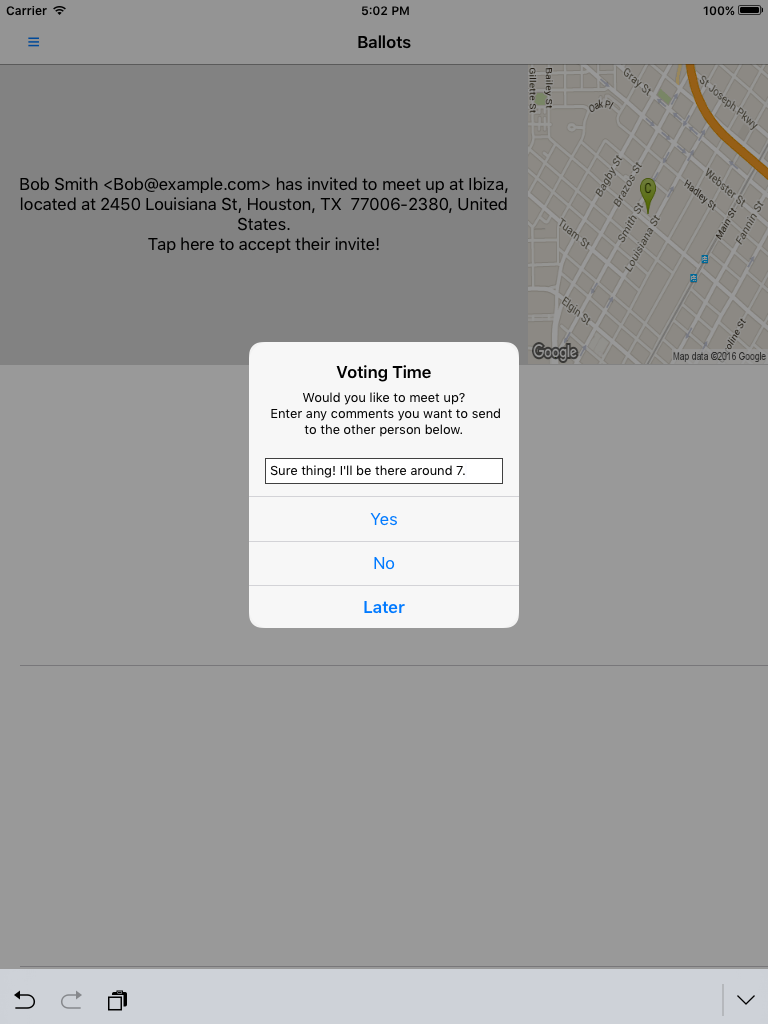 Carrier 5:02 PM 100%
≡ Ballots
Bob Smith <Bob@example.com> has invited to meet up at Ibiza,
located at 2450 Louisiana St, Houston, TX  77006-2380, United
States.
Tap here to accept their invite!
Gillette St
Bailey St
Gray St
St Joseph Pkwy
Oak Pl
Bagby St
Brazos St
C
Webster St
Hadley St
Smith St
Louisiana St
Main St
Fannin St
Tuam St
Elgin St
oline St
Google
Map data ©2016 Google
Voting Time
Would you like to meet up?
Enter any comments you want to send
to the other person below.
Sure thing! I'll be there around 7.
Yes
No
Later